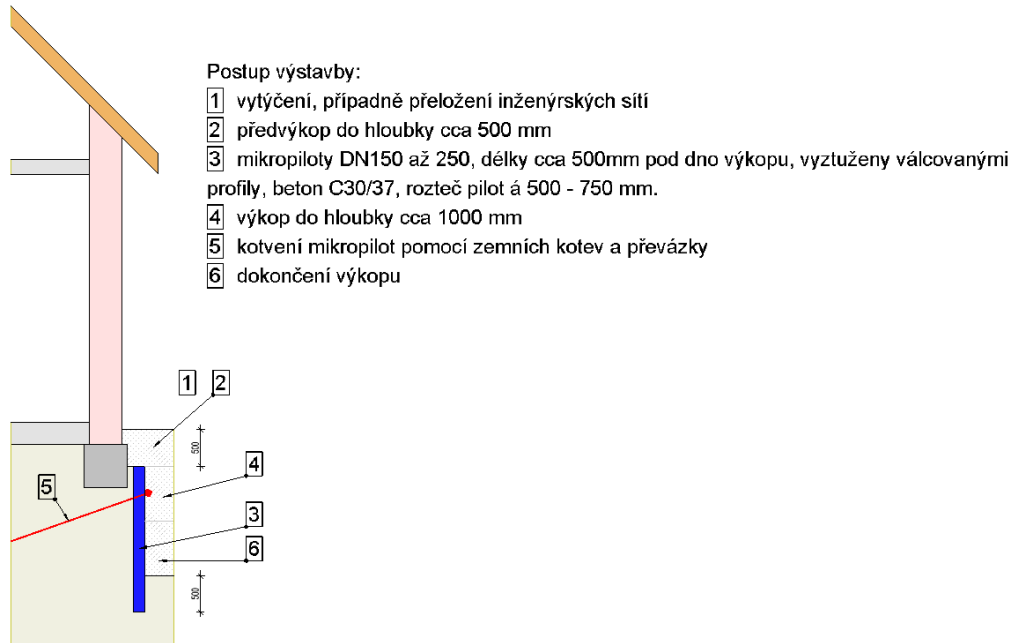 Postup výstavby:
1 vytýčení, případně přeložení inženýrských sítí
2 předvýkop do hloubky cca 500 mm
3 mikropiloty DN150 až 250, délky cca 500mm pod dno výkopu, vyztuženy válcovanými
profily, beton C30/37, rozteč pilot á 500 - 750 mm.
4 výkop do hloubky cca 1000 mm
5 kotvení mikropilot pomocí zemních kotev a převázky
6 dokončení výkopu
1 2
500
4
5
3
6
500